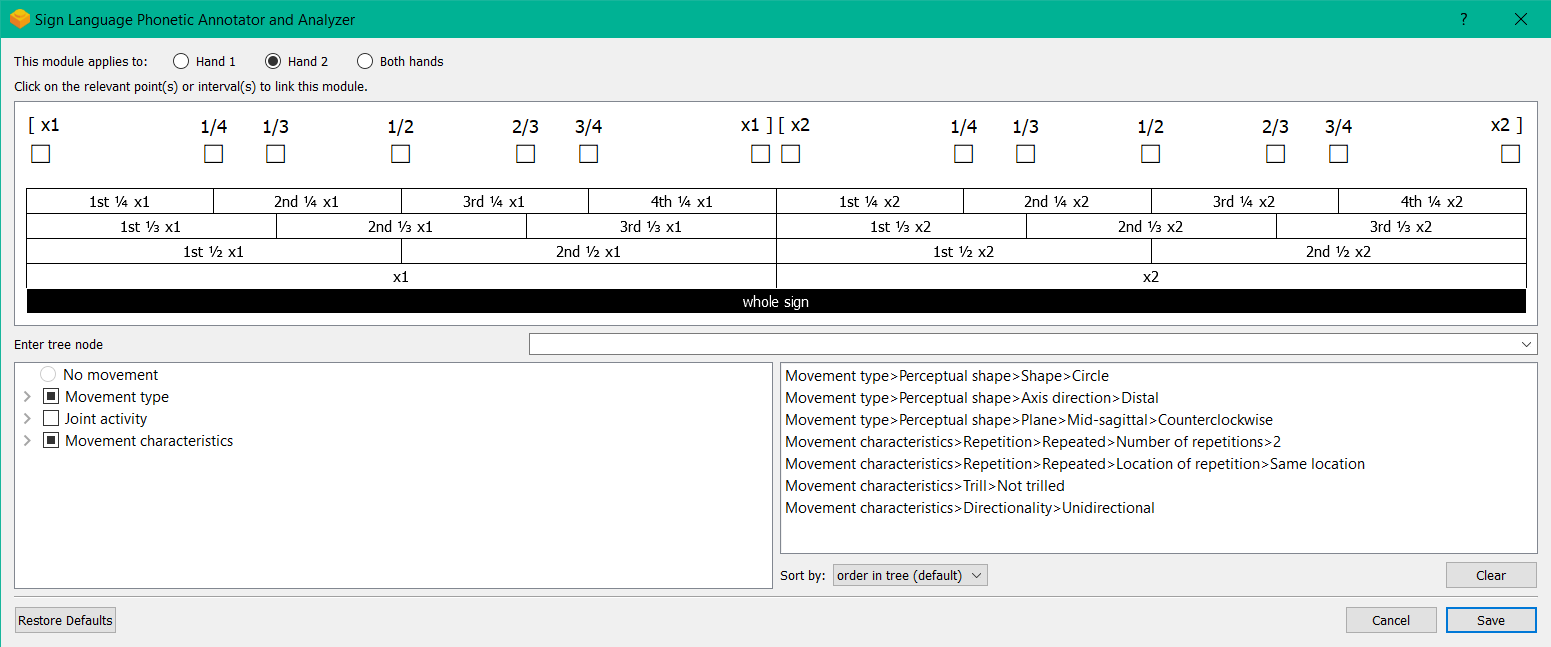 Sign Language Phonetic Annotator and Analyzer ?
This module applies to: Hand 1 Hand 2 Both hands
Click on the relevant point(s) or interval(s) to link this module.
[ x1 1/4 1/3 1/2 2/3 3/4 x1 ] [ x2 1/4 1/3 1/2 2/3 3/4 x2 ]
1st ¼ x1 2nd ¼ x1 3rd ¼ x1 4th ¼ x1 1st ¼ x2 2nd ¼ x2 3rd ¼ x2 4th ¼ x2
1st ⅓ x1 2nd ⅓ x1 3rd ⅓ x1 1st ⅓ x2 2nd ⅓ x2 3rd ⅓ x2
1st ½ x1 2nd ½ x1 1st ½ x2 2nd ½ x2
x1 x2
whole sign
Enter tree node
No movement
Movement type
Joint activity
Movement characteristics
Movement type>Perceptual shape>Shape>Circle
Movement type>Perceptual shape>Axis direction>Distal
Movement type>Perceptual shape>Plane>Mid-sagittal>Counterclockwise
Movement characteristics>Repetition>Repeated>Number of repetitions>2
Movement characteristics>Repetition>Repeated>Location of repetition>Same location
Movement characteristics>Trill>Not trilled
Movement characteristics>Directionality>Unidirectional
Sort by: order in tree (default) Clear
Restore Defaults Cancel Save